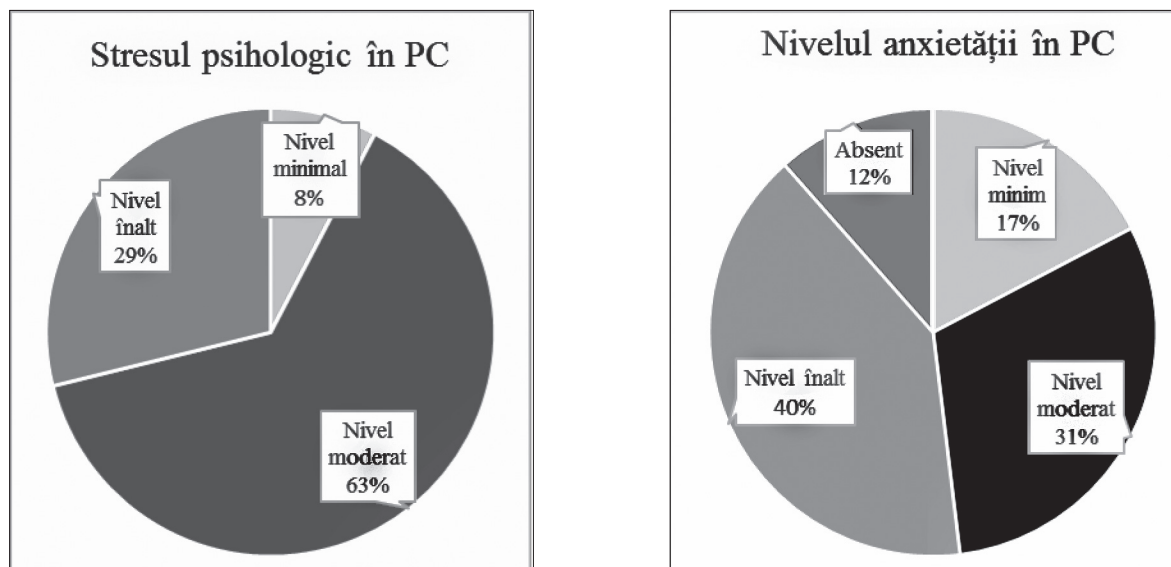 Stresul psihologic în PC
Nivel
minimal
8%
Nivel
înalt
29%
Nivel
moderat
63%
Nivelul anxietății în PC
Absent
12%
Nivel
minim
17%
Nivel înalt
40%
Nivel
moderat
31%